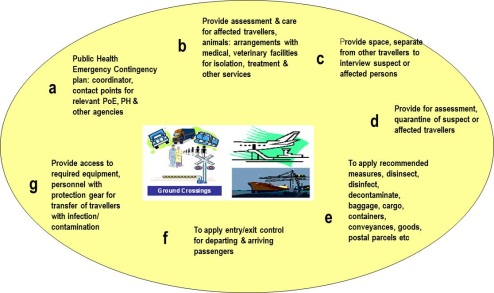 a
Public Health
Emergency Contingency
plan: coordinator,
contact points for
relevant PoE, PH &
other agencies
b
Provide assessment & care
for affected travellers,
animals: arrangements with
medical, veterinary facilities
for isolation, treatment &
other services
c
Provide space, separate
from other travellers to
interview suspect or
affected persons
d
Provide for assessment,
quarantine of suspect or
affected travellers
e
To apply recommended
measures, disinsect,
disinfect,
decontaminate,
baggage, cargo,
containers,
conveyances, goods,
postal parcels etc
f
To apply entry/exit control
for departing & arriving
passengers
g
Provide access to
required equipment,
personnel with
protection gear for
transfer of travellers
with infection/
contamination
Ground Crossings